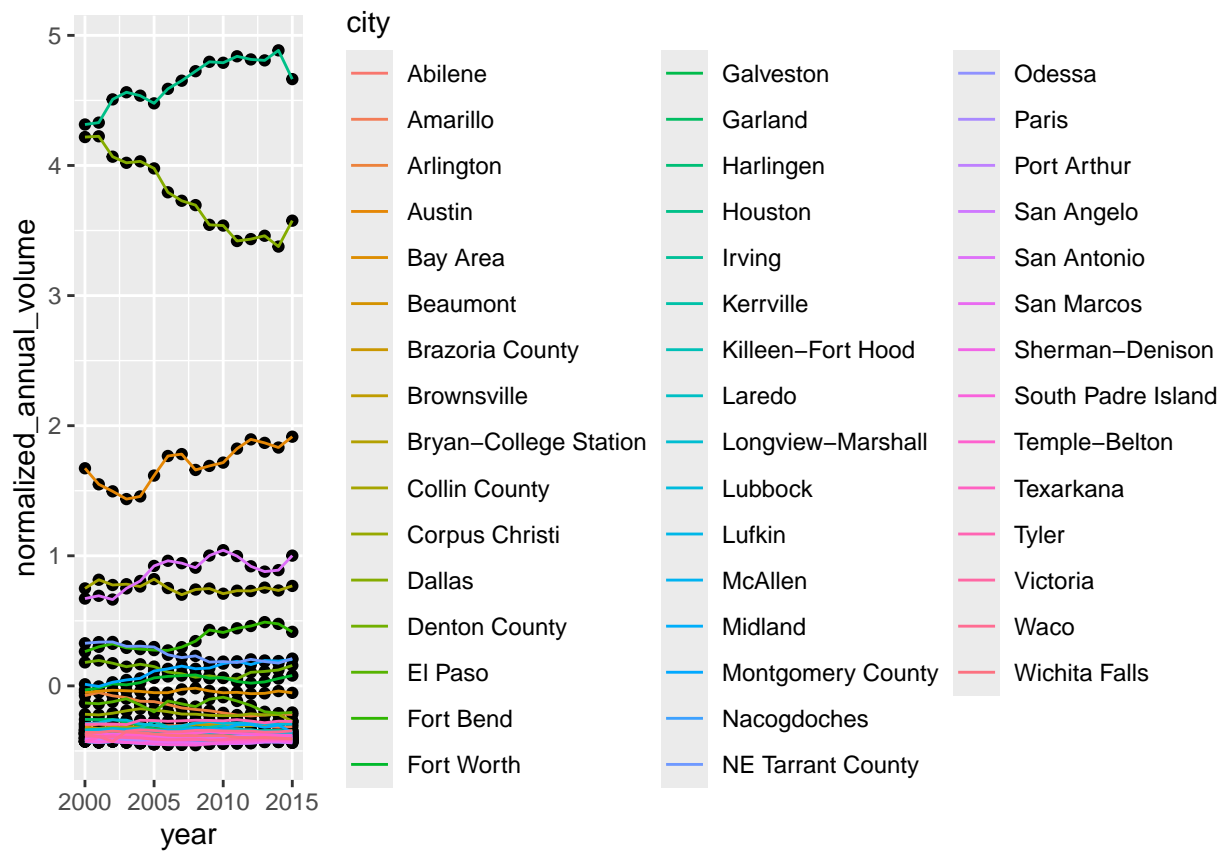 city
5
4
3
2
1
0
normalized_annual_volume
2000 2005 2010 2015
year
Abilene
Amarillo
Arlington
Austin
Bay Area
Beaumont
Brazoria County
Brownsville
Bryan−College Station
Collin County
Corpus Christi
Dallas
Denton County
El Paso
Fort Bend
Fort Worth
Galveston
Garland
Harlingen
Houston
Irving
Kerrville
Killeen−Fort Hood
Laredo
Longview−Marshall
Lubbock
Lufkin
McAllen
Midland
Montgomery County
Nacogdoches
NE Tarrant County
Odessa
Paris
Port Arthur
San Angelo
San Antonio
San Marcos
Sherman−Denison
South Padre Island
Temple−Belton
Texarkana
Tyler
Victoria
Waco
Wichita Falls